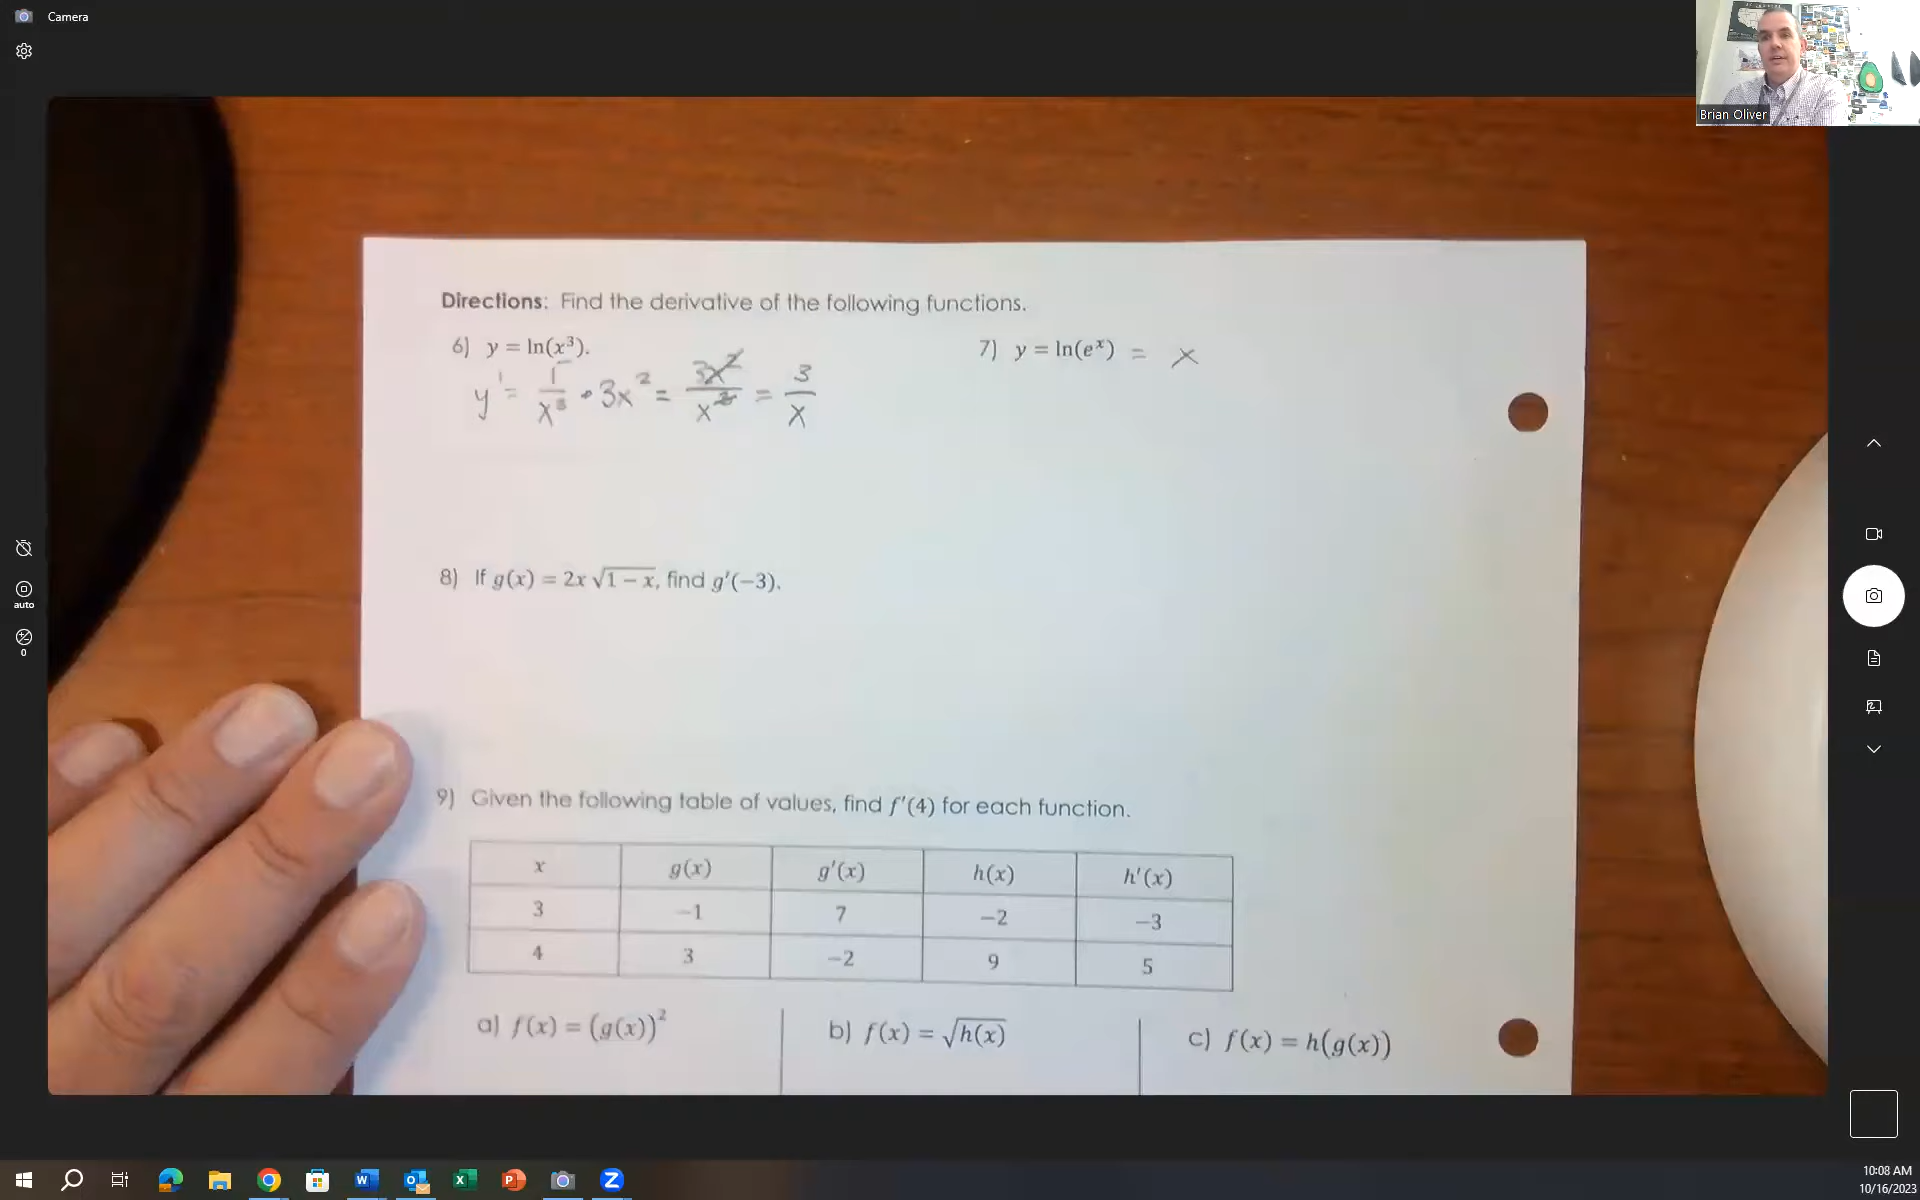 Camera
Brian Oliver
Directions: Find the derivative of the following functions.
6) y = ln(x³).
y' = 1/x³ • 3x² = 3x²/x³ = 3/x
7) y = ln(eˣ) = x
8) If g(x) = 2x √(1 − x), find g′(−3).
9) Given the following table of values, find f′(4) for each function.
x g(x) g′(x) h(x) h′(x)
3 −1 7 −2 −3
4 3 −2 9 5
a) f(x) = (g(x))²
b) f(x) = √h(x)
c) f(x) = h(g(x))
auto
0
10:08 AM
10/16/2023